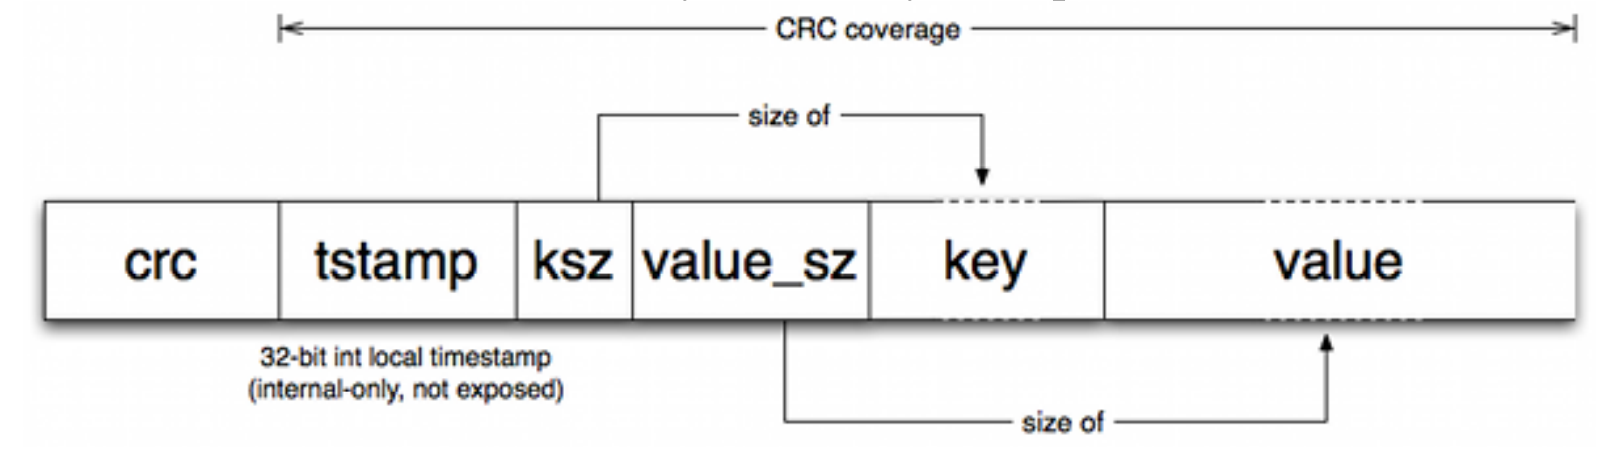 CRC coverage
size of
crc tstamp ksz value_sz key value
32-bit int local timestamp
(internal-only, not exposed)
size of